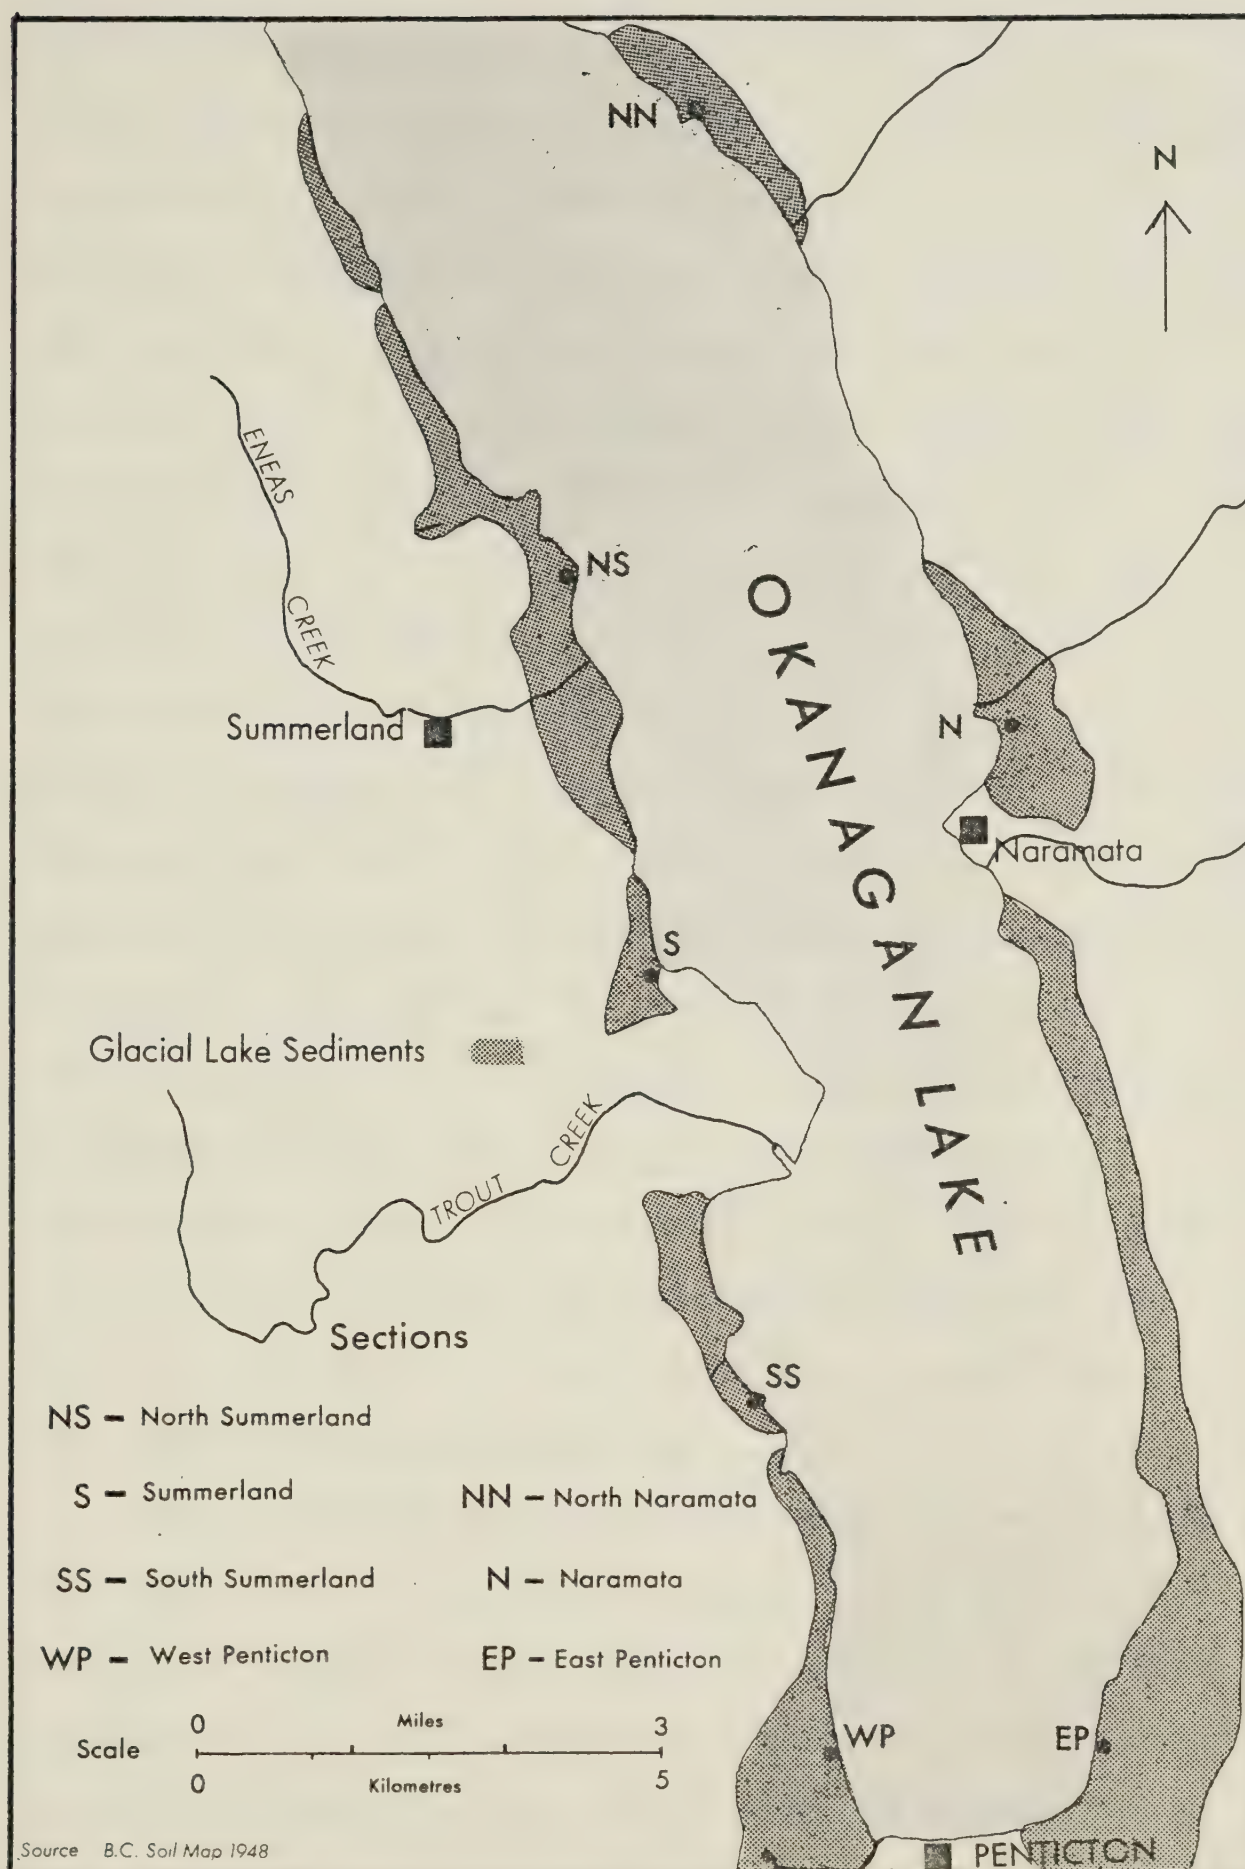 NN
N
ENEAS CREEK
NS
OKANAGAN LAKE
Summerland
N
Naramata
S
Glacial Lake Sediments
TROUT CREEK
Sections
SS
NS – North Summerland
S – Summerland
NN – North Naramata
SS – South Summerland
N – Naramata
WP – West Penticton
EP – East Penticton
WP
EP
Scale
0 Miles 3
0 Kilometres 5
PENTICTON
Source B.C. Soil Map 1948